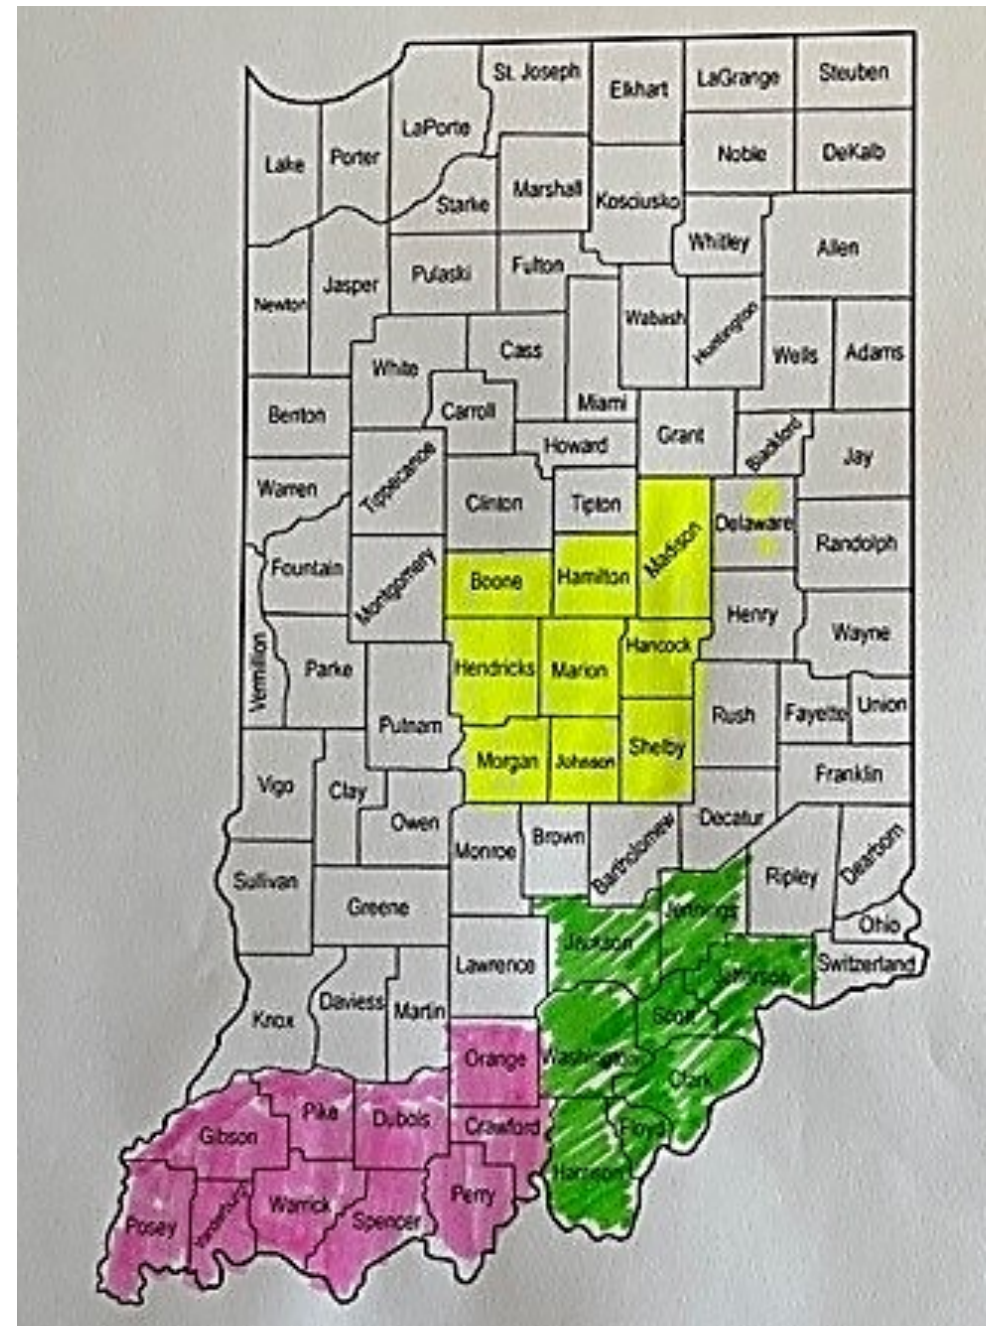 St. Joseph
Elkhart
LaGrange
Steuben
LaPorte
Lake
Porter
Noble
DeKalb
Starke
Marshall
Kosciusko
Whitley
Allen
Newton
Jasper
Pulaski
Fulton
Wabash
Huntington
Wells
Adams
White
Cass
Miami
Benton
Carroll
Grant
Blackford
Jay
Howard
Warren
Tippecanoe
Clinton
Tipton
Madison
Delaware
Randolph
Fountain
Montgomery
Boone
Hamilton
Henry
Wayne
Vermillion
Parke
Putnam
Hendricks
Marion
Hancock
Rush
Fayette
Union
Morgan
Johnson
Shelby
Franklin
Vigo
Clay
Owen
Monroe
Brown
Bartholomew
Decatur
Ripley
Dearborn
Ohio
Sullivan
Greene
Lawrence
Jackson
Jennings
Jefferson
Switzerland
Knox
Daviess
Martin
Orange
Washington
Scott
Clark
Gibson
Pike
Dubois
Crawford
Floyd
Harrison
Posey
Vanderburgh
Warrick
Spencer
Perry